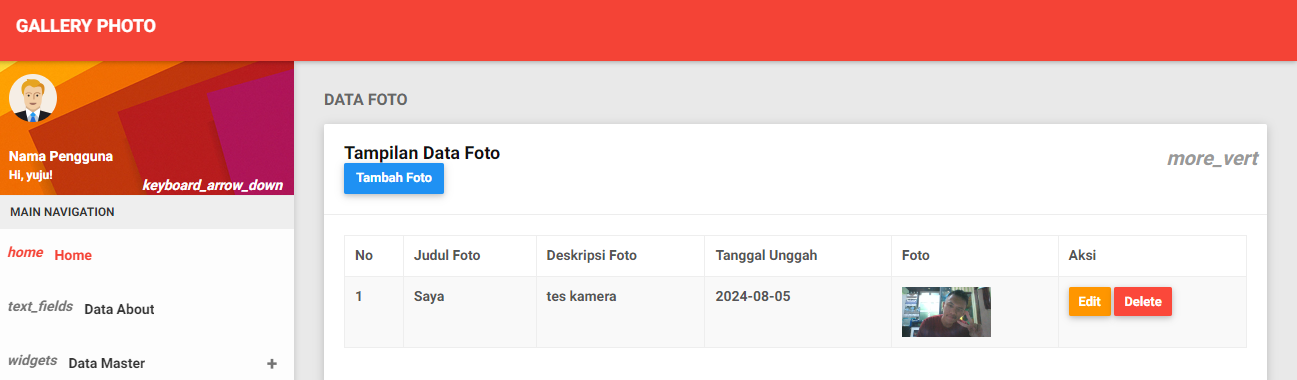 GALLERY PHOTO
Nama Pengguna
Hi, yuju!
keyboard_arrow_down
MAIN NAVIGATION
home Home
text_fields Data About
widgets Data Master +
DATA FOTO
Tampilan Data Foto
more_vert
Tambah Foto
No Judul Foto Deskripsi Foto Tanggal Unggah Foto Aksi
1 Saya tes kamera 2024-08-05 Edit Delete